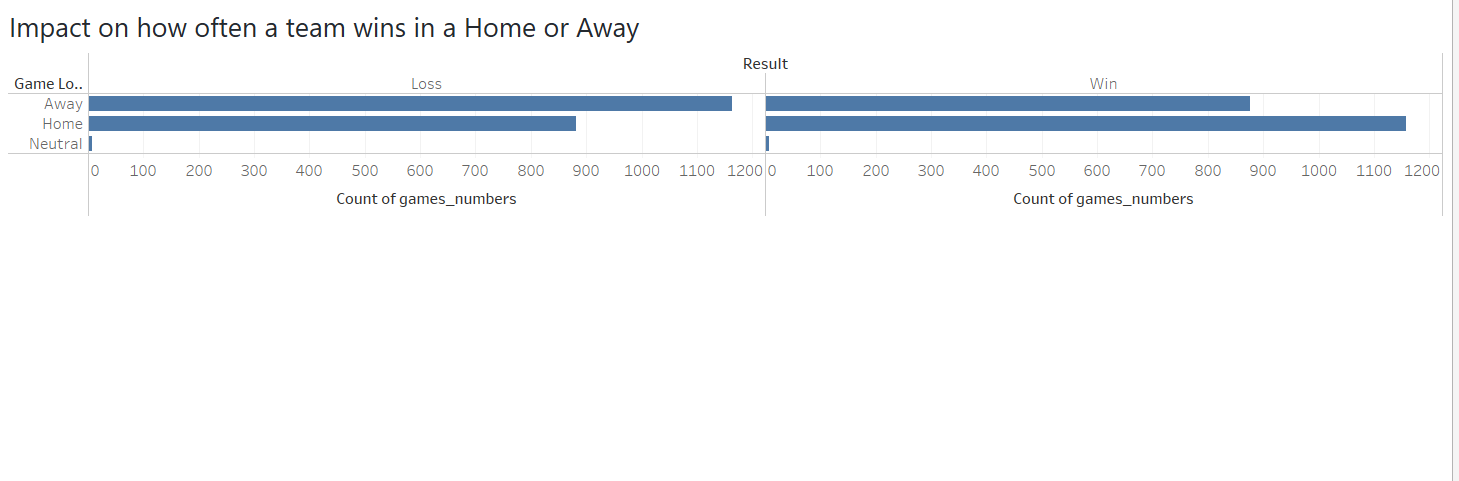 Impact on how often a team wins in a Home or Away
Result
Game Lo.. Loss Win
Away
Home
Neutral
0 100 200 300 400 500 600 700 800 900 1000 1100 1200 0 100 200 300 400 500 600 700 800 900 1000 1100 1200
Count of games_numbers Count of games_numbers